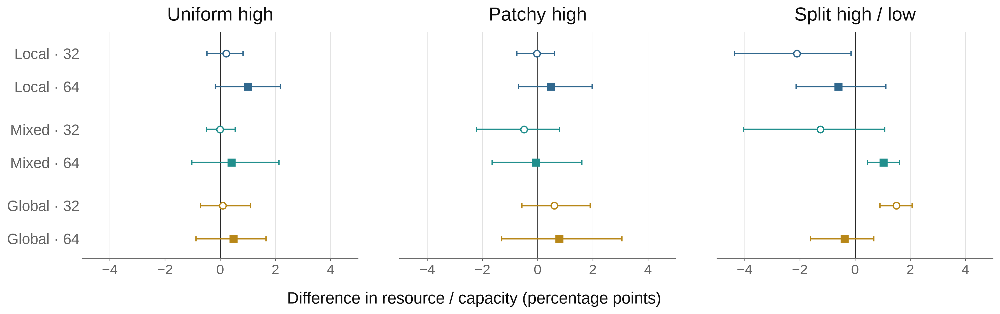 Uniform high Patchy high Split high / low
Local · 32
Local · 64
Mixed · 32
Mixed · 64
Global · 32
Global · 64
−4 −2 0 2 4 −4 −2 0 2 4 −4 −2 0 2 4
Difference in resource / capacity (percentage points)